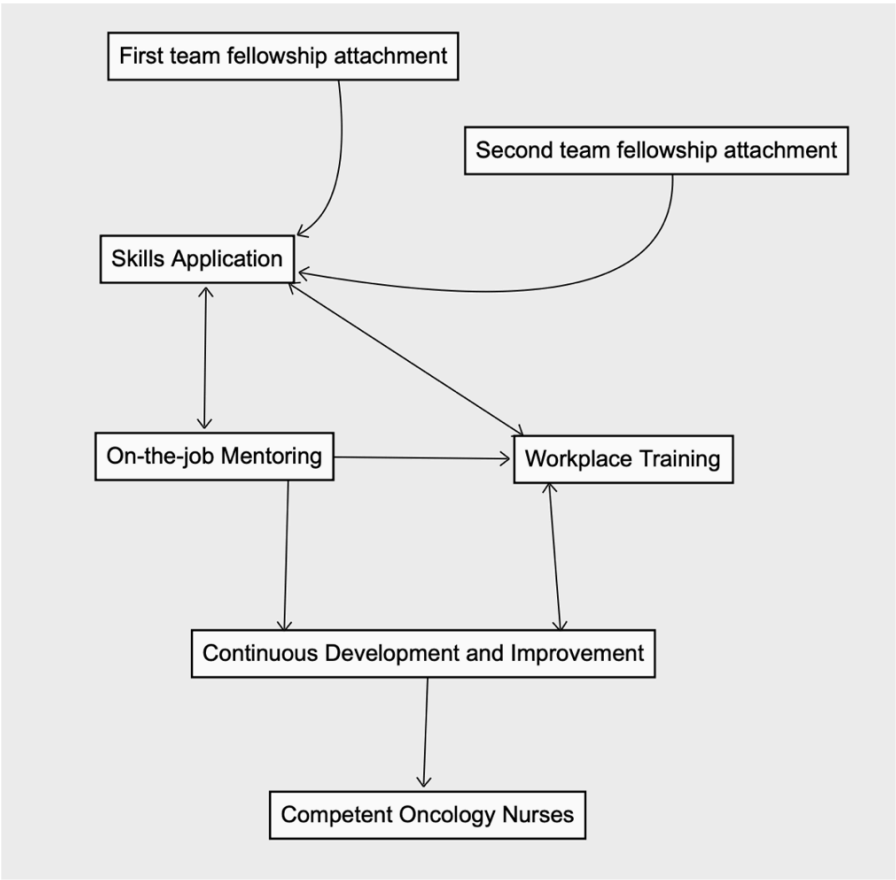 First team fellowship attachment
Second team fellowship attachment
Skills Application
On-the-job Mentoring
Workplace Training
Continuous Development and Improvement
Competent Oncology Nurses